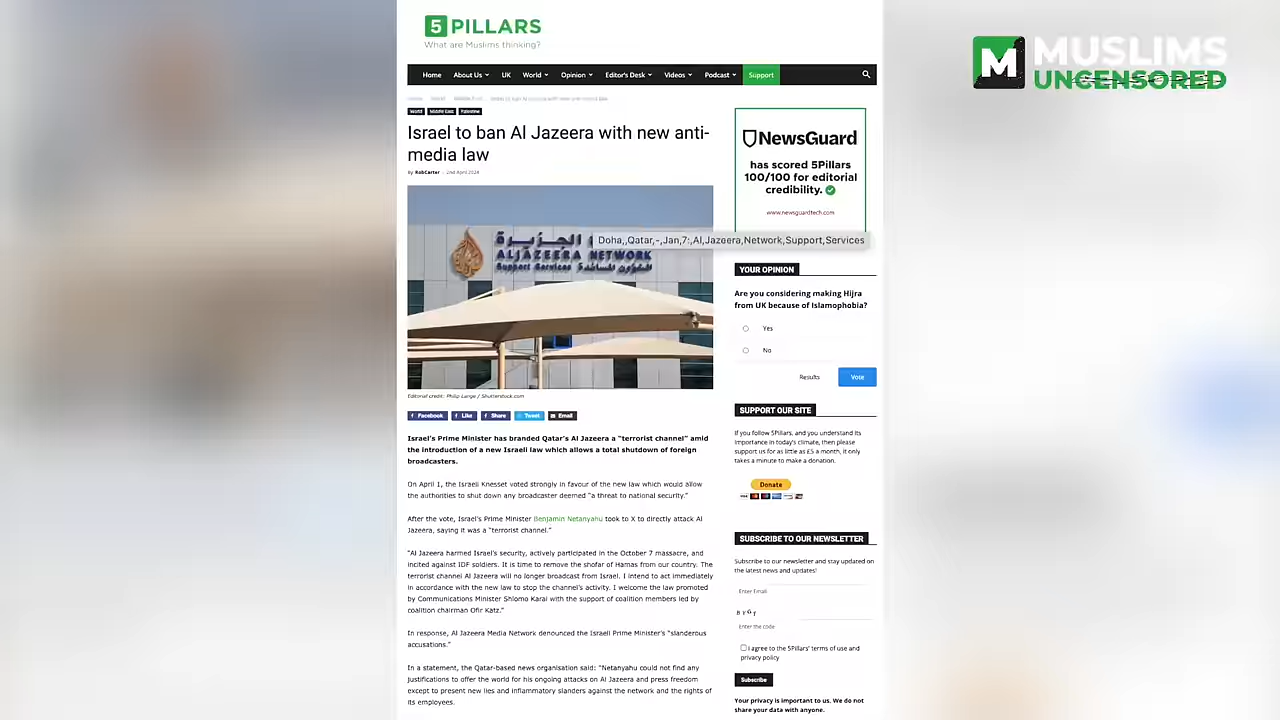 5 PILLARS
What are Muslims thinking?
M MUSLIMS
UNCENSORED
Home About Us UK World Opinion Editor's Desk Videos Podcast Support
World Middle East Palestine
Israel to ban Al Jazeera with new anti-
media law
by RobCarter - 2nd April 2024
الجزيرة
ALJAZEERA NETWORK
Support Services
Doha,,Qatar,-,Jan,7:,Al,Jazeera,Network,Support,Services
Editorial credit: Philip Lange / Shutterstock.com
Facebook Like Share Tweet Email
Israel's Prime Minister has branded Qatar's Al Jazeera a "terrorist channel" amid
the introduction of a new Israeli law which allows a total shutdown of foreign
broadcasters.
On April 1, the Israeli Knesset voted strongly in favour of the new law which would allow
the authorities to shut down any broadcaster deemed "a threat to national security."
After the vote, Israel's Prime Minister Benjamin Netanyahu took to X to directly attack Al
Jazeera, saying it was a "terrorist channel."
"Al Jazeera harmed Israel's security, actively participated in the October 7 massacre, and
incited against IDF soldiers. It is time to remove the shofar of Hamas from our country. The
terrorist channel Al Jazeera will no longer broadcast from Israel. I intend to act immediately
in accordance with the new law to stop the channel's activity. I welcome the law promoted
by Communications Minister Shlomo Karai with the support of coalition members led by
coalition chairman Ofir Katz."
In response, Al Jazeera Media Network denounced the Israeli Prime Minister's "slanderous
accusations."
In a statement, the Qatar-based news organisation said: "Netanyahu could not find any
justifications to offer the world for his ongoing attacks on Al Jazeera and press freedom
except to present new lies and inflammatory slanders against the network and the rights of
its employees.
NewsGuard
has scored 5Pillars
100/100 for editorial
credibility.
www.newsguardtech.com
YOUR OPINION
Are you considering making Hijra
from UK because of Islamophobia?
Yes
No
Results Vote
SUPPORT OUR SITE
If you follow 5Pillars, and you understand its
importance in today's climate, then please
support us for as little as £5 a month, it only
takes a minute to make a donation.
Donate
SUBSCRIBE TO OUR NEWSLETTER
Subscribe to our newsletter and stay updated on
the latest news and updates!
Enter Email
Enter the code
I agree to the 5Pillars' terms of use and
privacy policy
Subscribe
Your privacy is important to us. We do not
share your data with anyone.